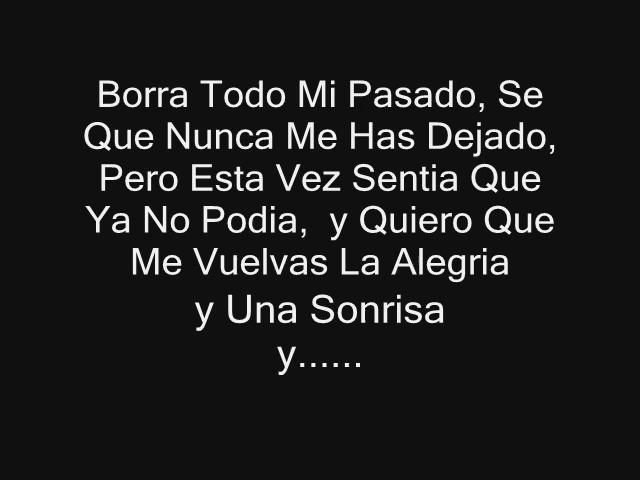 Borra Todo Mi Pasado, Se
Que Nunca Me Has Dejado,
Pero Esta Vez Sentia Que
Ya No Podia,  y Quiero Que
Me Vuelvas La Alegria
y Una Sonrisa
y......